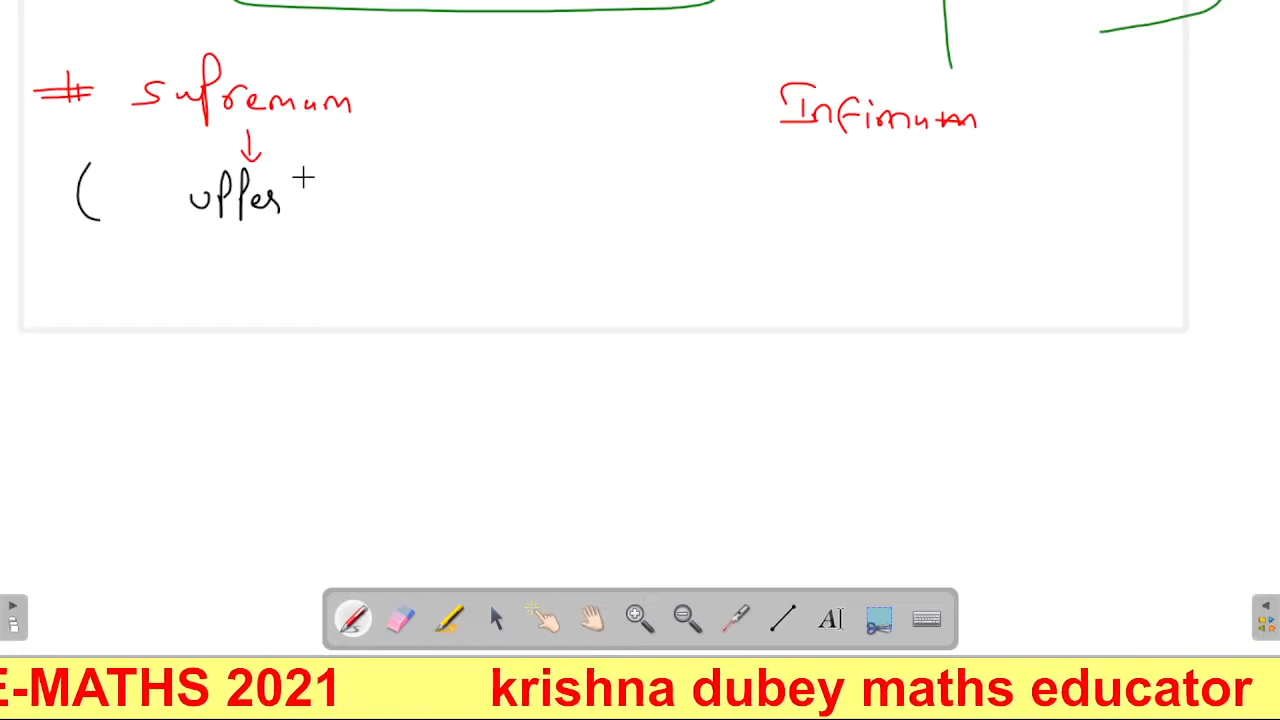 # Supremum Infimum
( upper
E-MATHS 2021 krishna dubey maths educator